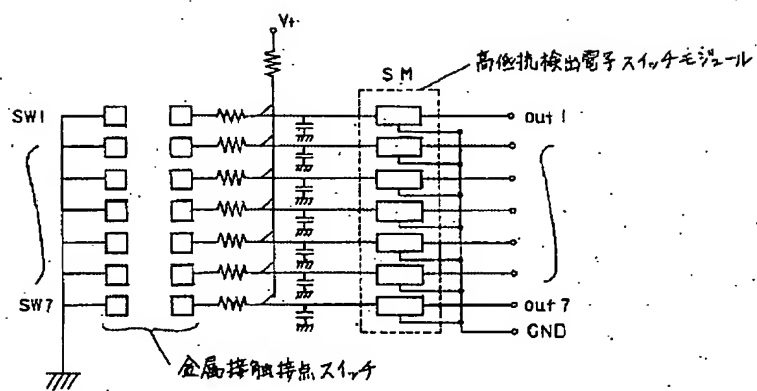 V+
高低抗検出電子スイッチモジュール
SM
SW1
out 1
SW7
out 7
GND
金属接触接点スイッチ